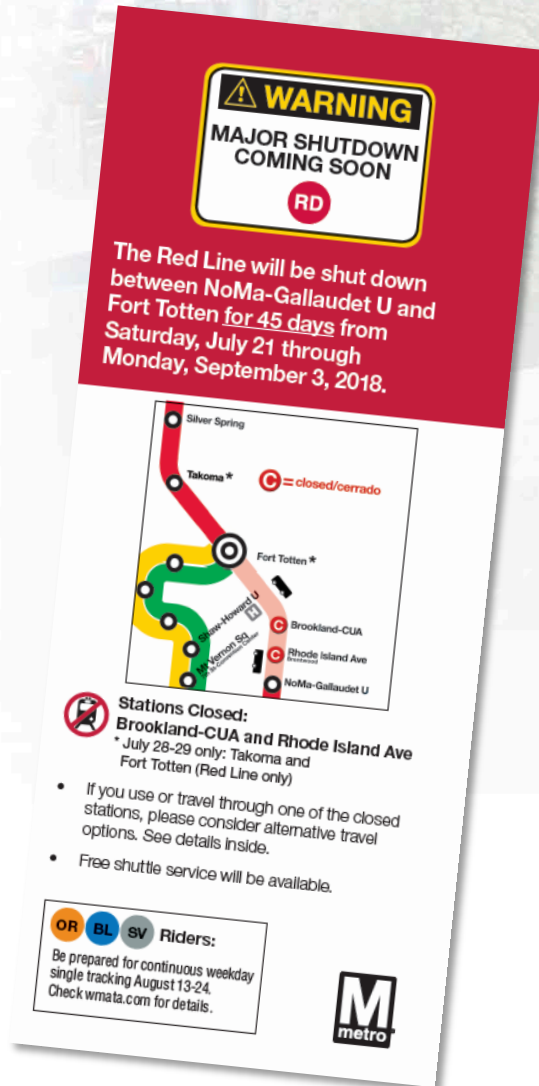 WARNING
MAJOR SHUTDOWN
COMING SOON
RD
The Red Line will be shut down
between NoMa-Gallaudet U and
Fort Totten for 45 days from
Saturday, July 21 through
Monday, September 3, 2018.
Silver Spring
Takoma*
C = closed/cerrado
Fort Totten*
Shaw-Howard U
C Brookland-CUA
Mt Vernon Sq
7th St-Convention Center
C Rhode Island Ave
Brentwood
NoMa-Gallaudet U
Stations Closed:
Brookland-CUA and Rhode Island Ave
* July 28-29 only: Takoma and
Fort Totten (Red Line only)
• If you use or travel through one of the closed
stations, please consider alternative travel
options. See details inside.
• Free shuttle service will be available.
OR BL SV Riders:
Be prepared for continuous weekday
single tracking August 13-24.
Check wmata.com for details.
M
metro